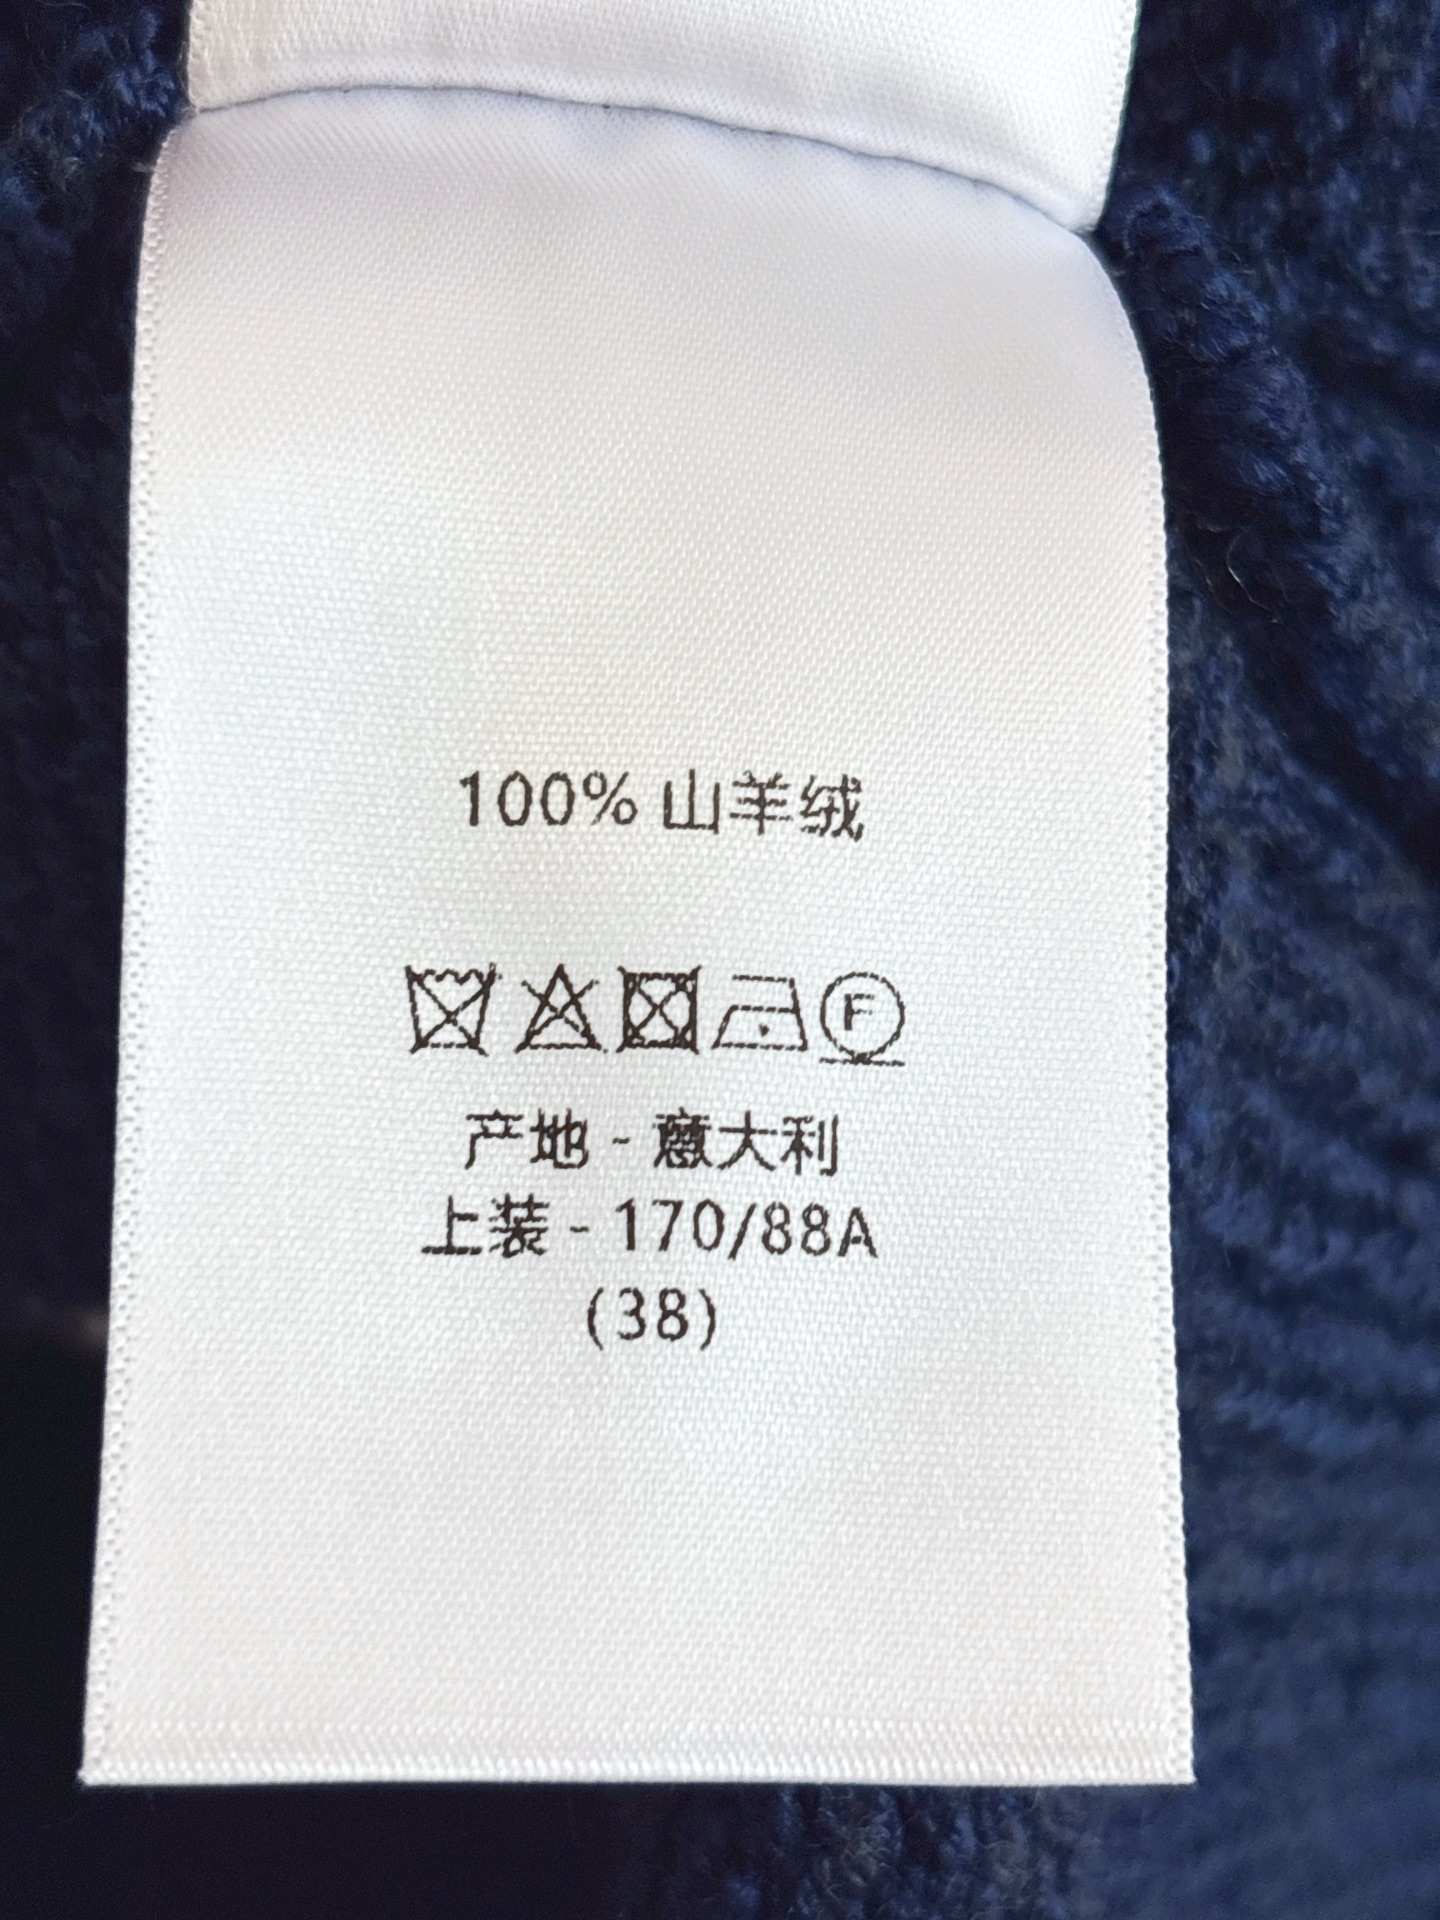 100% 山羊绒
F
产地 - 意大利
上装 - 170/88A
(38)